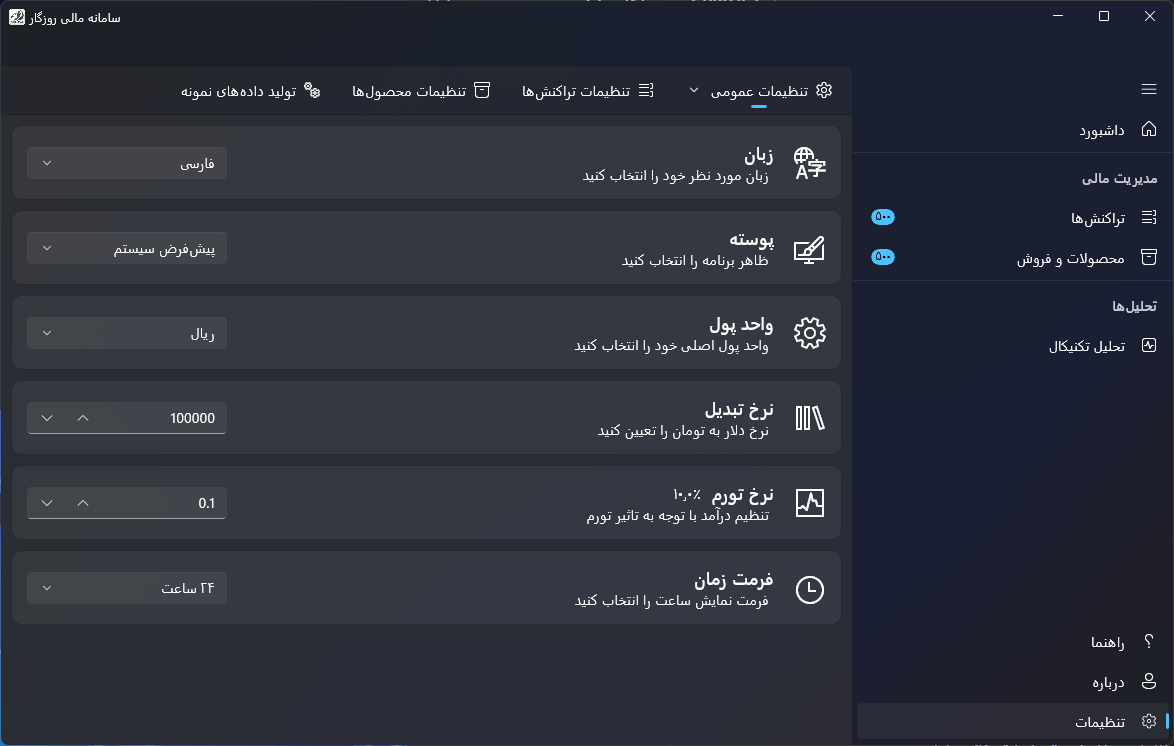 سامانه مالی روزگار
داشبورد
مدیریت مالی
تراکنش‌ها
۵۰۰
محصولات و فروش
۵۰۰
تحلیل‌ها
تحلیل تکنیکال
راهنما
درباره
تنظیمات
تنظیمات عمومی
تنظیمات تراکنش‌ها
تنظیمات محصول‌ها
تولید داده‌های نمونه
زبان
زبان مورد نظر خود را انتخاب کنید
فارسی
پوسته
ظاهر برنامه را انتخاب کنید
پیش‌فرض سیستم
واحد پول
واحد پول اصلی خود را انتخاب کنید
ریال
نرخ تبدیل
نرخ دلار به تومان را تعیین کنید
100000
نرخ تورم ۱۰٫۰٪
تنظیم درآمد با توجه به تاثیر تورم
0.1
فرمت زمان
فرمت نمایش ساعت را انتخاب کنید
۲۴ ساعت